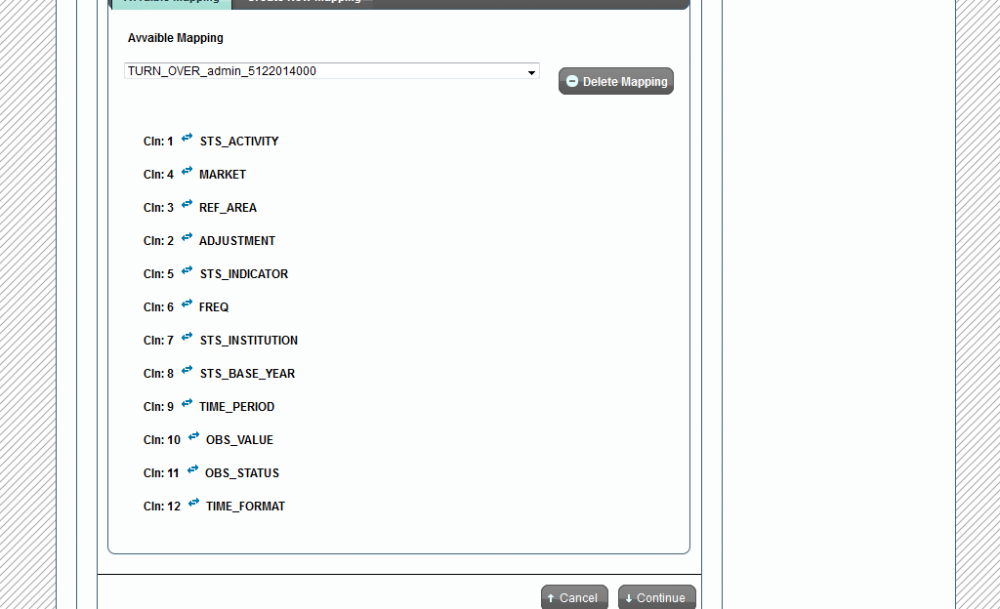 Avvaible Mapping
TURN_OVER_admin_5122014000
Delete Mapping
Cln: 1 STS_ACTIVITY
Cln: 4 MARKET
Cln: 3 REF_AREA
Cln: 2 ADJUSTMENT
Cln: 5 STS_INDICATOR
Cln: 6 FREQ
Cln: 7 STS_INSTITUTION
Cln: 8 STS_BASE_YEAR
Cln: 9 TIME_PERIOD
Cln: 10 OBS_VALUE
Cln: 11 OBS_STATUS
Cln: 12 TIME_FORMAT
Cancel Continue